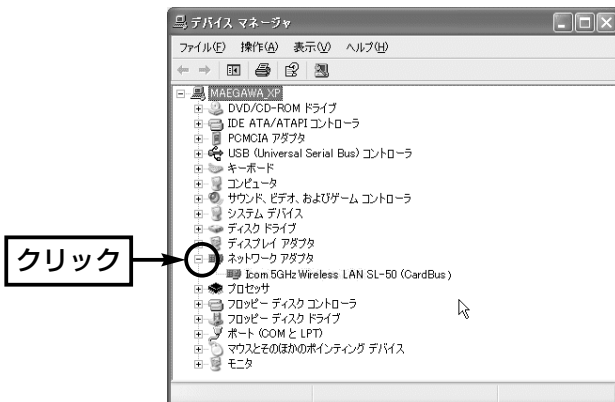 デバイス マネージャ
ファイル(F) 操作(A) 表示(V) ヘルプ(H)
MAEGAWA_XP
DVD/CD-ROM ドライブ
IDE ATA/ATAPI コントローラ
PCMCIA アダプタ
USB (Universal Serial Bus) コントローラ
キーボード
コンピュータ
サウンド、ビデオ、およびゲーム コントローラ
システム デバイス
ディスク ドライブ
ディスプレイ アダプタ
クリック
ネットワーク アダプタ
Icom 5GHz Wireless LAN SL-50 (CardBus)
プロセッサ
フロッピー ディスク コントローラ
フロッピー ディスク ドライブ
ポート (COM と LPT)
マウスとそのほかのポインティング デバイス
モニタ